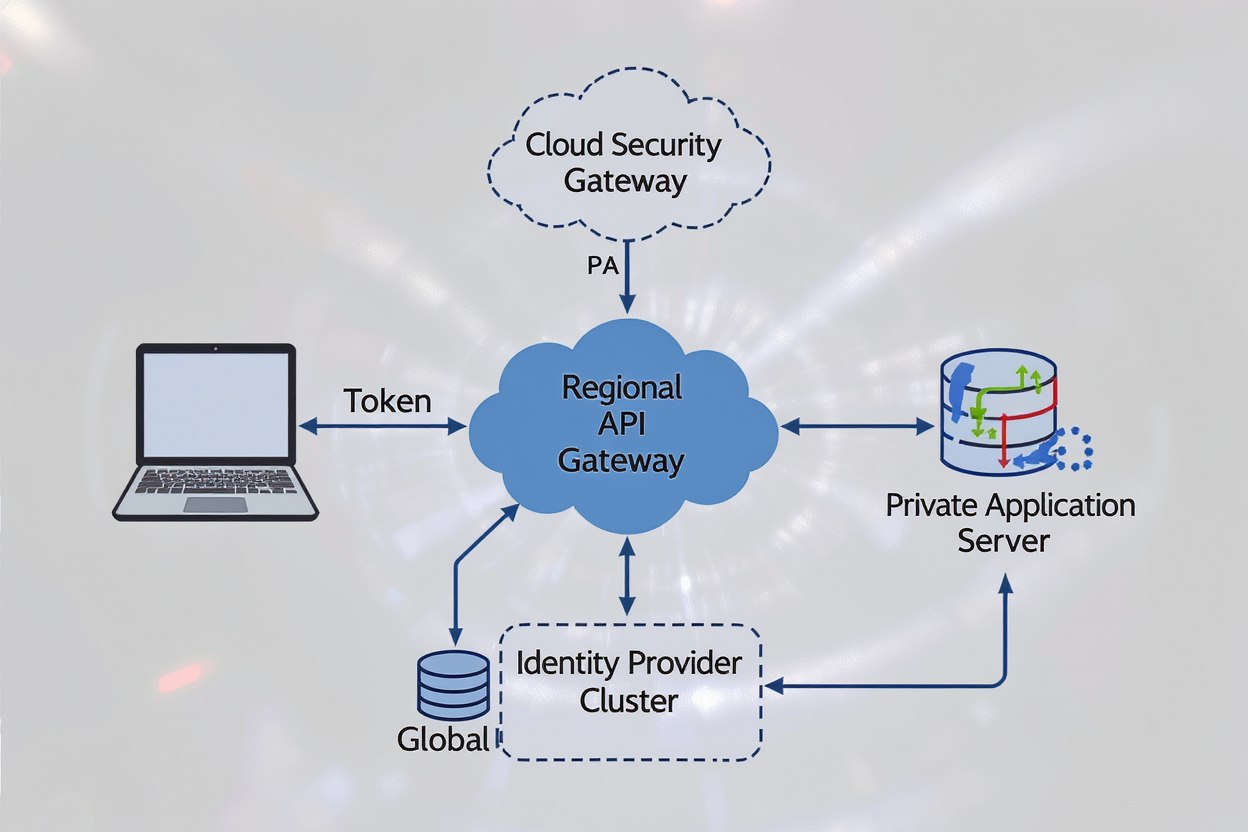 Cloud Security
Gateway
PA
Token
Regional
API
Gateway
Private Application
Server
Identity Provider
Cluster
Global